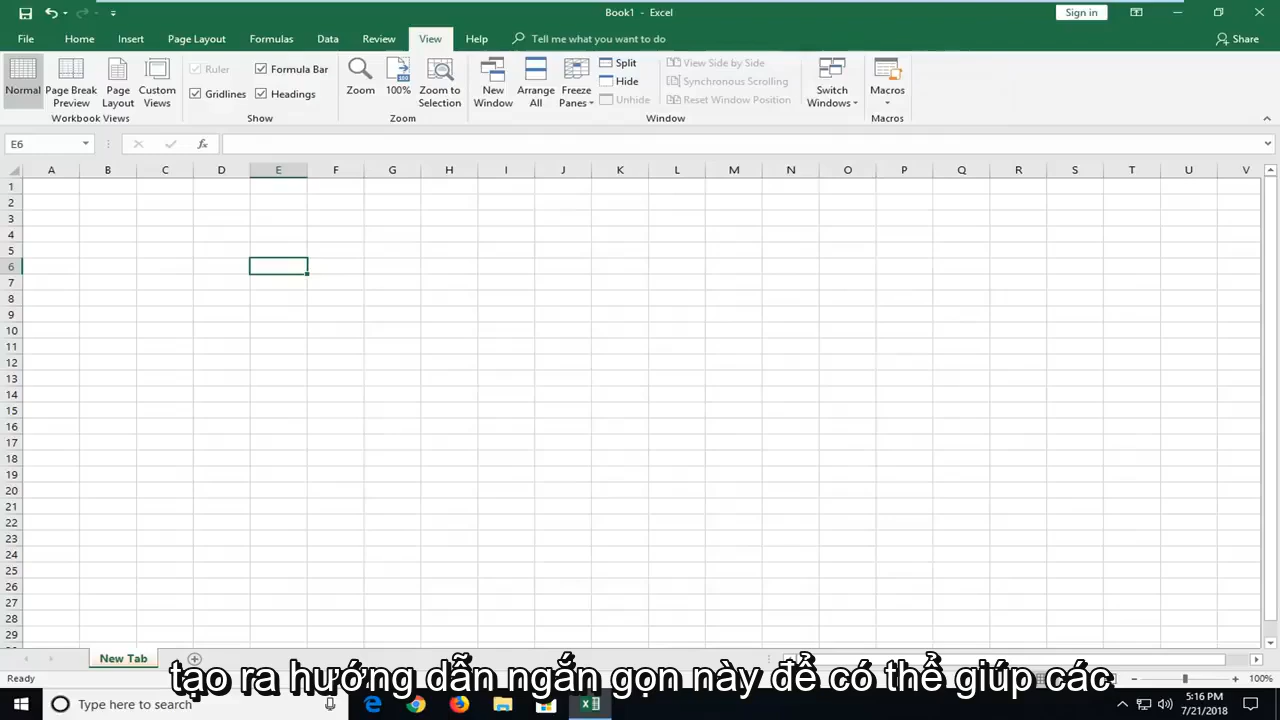 Book1 - Excel
Sign in
File Home Insert Page Layout Formulas Data Review View Help Tell me what you want to do Share
Normal
Page Break Preview
Page Layout
Custom Views
Workbook Views
Ruler Formula Bar
Gridlines Headings
Show
Zoom
100%
Zoom to Selection
Zoom
New Window
Arrange All
Freeze Panes
Split
Hide
Unhide
View Side by Side
Synchronous Scrolling
Reset Window Position
Window
Switch Windows
Macros
Macros
E6 fx
A B C D E F G H I J K L M N O P Q R S T U V
1
2
3
4
5
6
7
8
9
10
11
12
13
14
15
16
17
18
19
20
21
22
23
24
25
26
27
28
29
New Tab
Ready 100%
tạo ra hướng dẫn ngắn gọn này để có thể giúp các
Type here to search
5:16 PM
7/21/2018